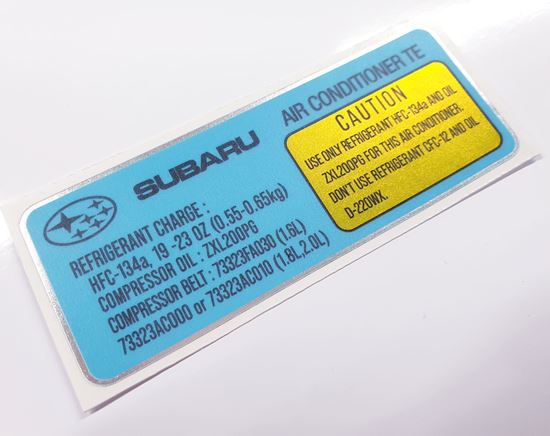 SUBARU
AIR CONDITIONER TE
REFRIGERANT CHARGE :
HFC-134a, 19 -23 OZ (0.55-0.65kg)
COMPRESSOR OIL : ZXL200PG
COMPRESSOR BELT : 73323FA030 (1.6L)
73323AC000 or 73323AC010 (1.8L,2.0L)
CAUTION
USE ONLY REFRIGERANT HFC-134a AND OIL
ZXL200PG FOR THIS AIR CONDITIONER.
DON'T USE REFRIGERANT CFC-12 AND OIL
D-220WX.